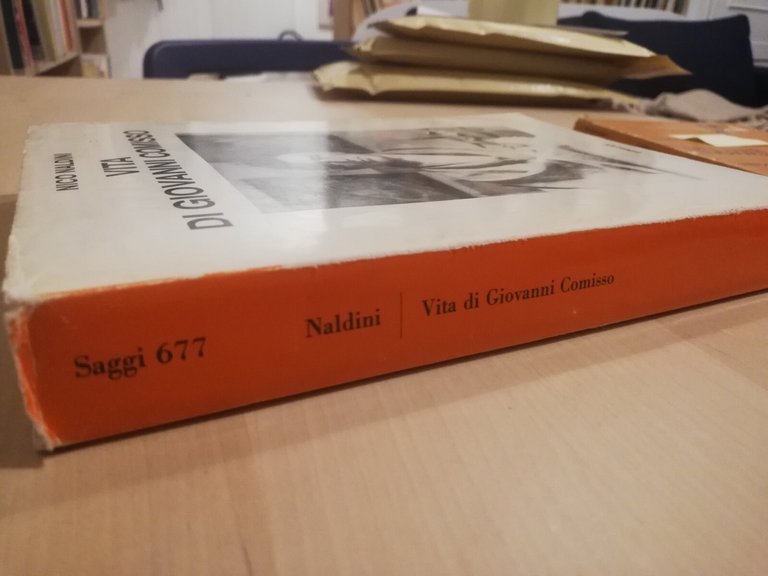 NICO NALDINI
VITA
DI GIOVANNI COMISSO
Saggi 677
Naldini
Vita di Giovanni Comisso